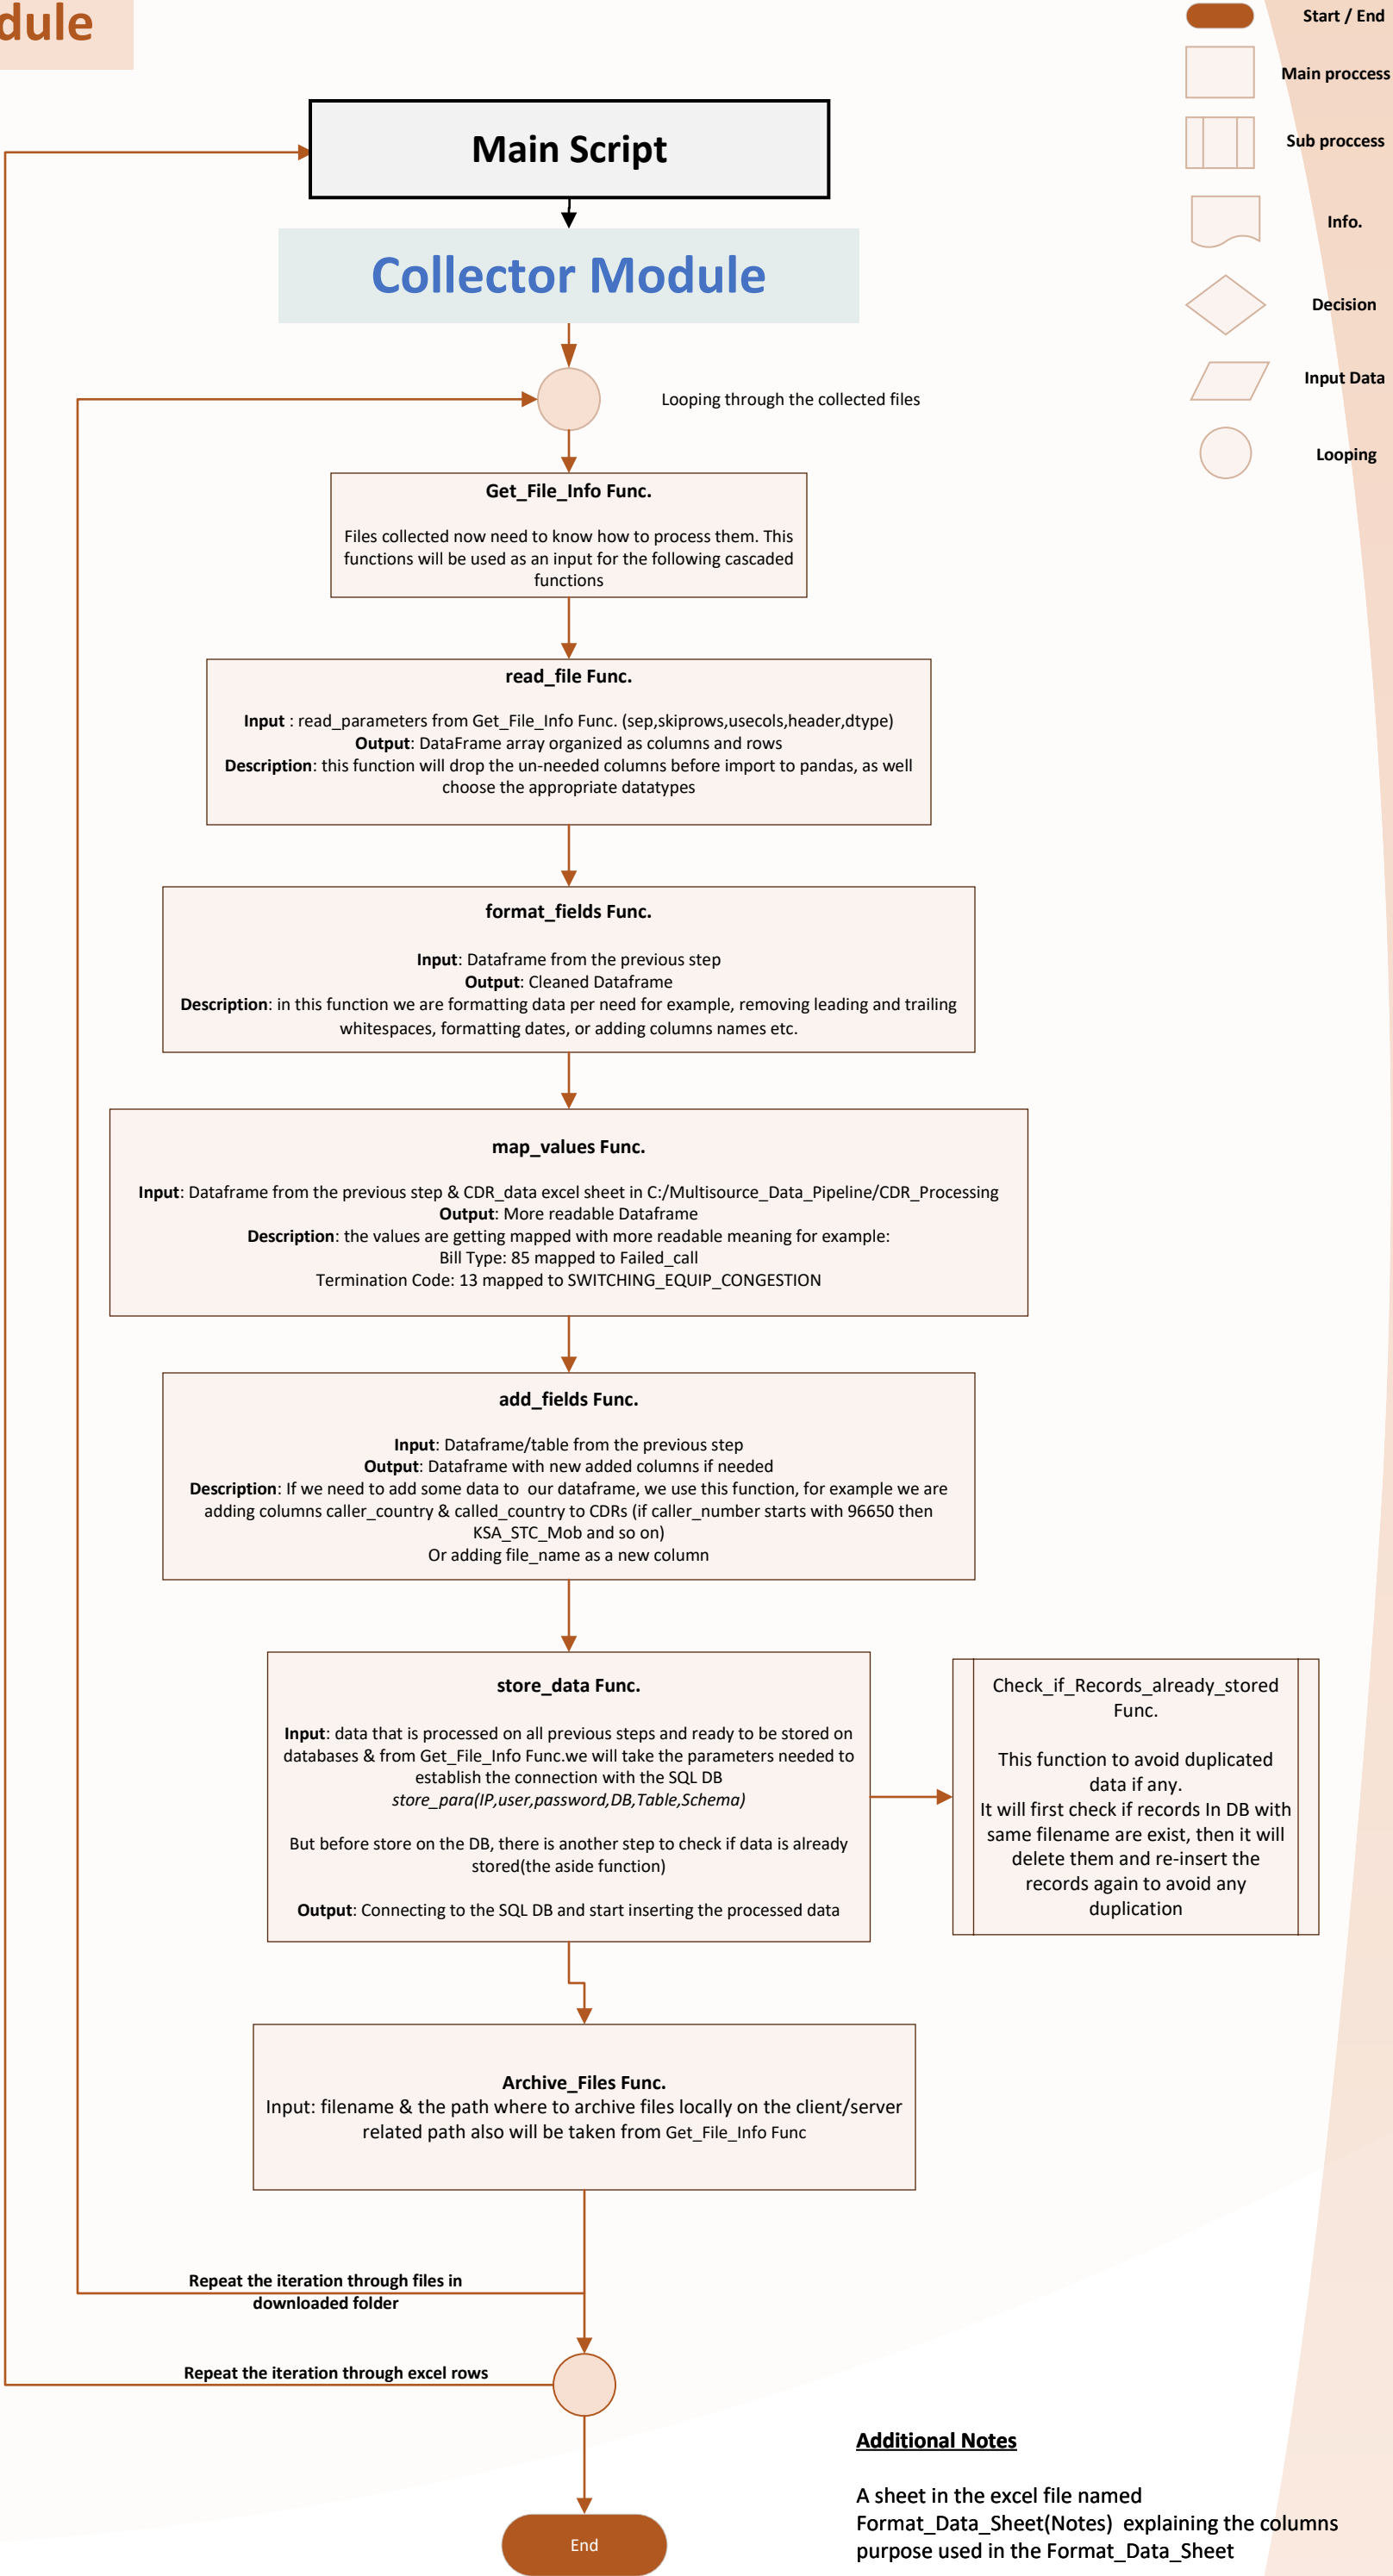 dule
Start / End
Main proccess
Sub proccess
Info.
Decision
Input Data
Looping
Main Script
Collector Module
Looping through the collected files
Get_File_Info Func.
Files collected now need to know how to process them. This
functions will be used as an input for the following cascaded
functions
read_file Func.
Input : read_parameters from Get_File_Info Func. (sep,skiprows,usecols,header,dtype)
Output: DataFrame array organized as columns and rows
Description: this function will drop the un-needed columns before import to pandas, as well
choose the appropriate datatypes
format_fields Func.
Input: Dataframe from the previous step
Output: Cleaned Dataframe
Description: in this function we are formatting data per need for example, removing leading and trailing
whitespaces, formatting dates, or adding columns names etc.
map_values Func.
Input: Dataframe from the previous step & CDR_data excel sheet in C:/Multisource_Data_Pipeline/CDR_Processing
Output: More readable Dataframe
Description: the values are getting mapped with more readable meaning for example:
Bill Type: 85 mapped to Failed_call
Termination Code: 13 mapped to SWITCHING_EQUIP_CONGESTION
add_fields Func.
Input: Dataframe/table from the previous step
Output: Dataframe with new added columns if needed
Description: If we need to add some data to our dataframe, we use this function, for example we are
adding columns caller_country & called_country to CDRs (if caller_number starts with 96650 then
KSA_STC_Mob and so on)
Or adding file_name as a new column
store_data Func.
Input: data that is processed on all previous steps and ready to be stored on
databases & from Get_File_Info Func.we will take the parameters needed to
establish the connection with the SQL DB
store_para(IP,user,password,DB,Table,Schema)
But before store on the DB, there is another step to check if data is already
stored(the aside function)
Output: Connecting to the SQL DB and start inserting the processed data
Check_if_Records_already_stored
Func.
This function to avoid duplicated
data if any.
It will first check if records In DB with
same filename are exist, then it will
delete them and re-insert the
records again to avoid any
duplication
Archive_Files Func.
Input: filename & the path where to archive files locally on the client/server
related path also will be taken from Get_File_Info Func
Repeat the iteration through files in
downloaded folder
Repeat the iteration through excel rows
End
Additional Notes
A sheet in the excel file named
Format_Data_Sheet(Notes) explaining the columns
purpose used in the Format_Data_Sheet